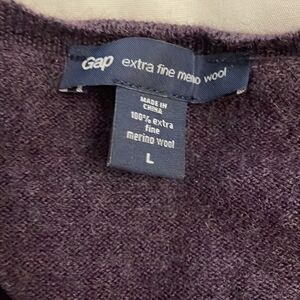 Gap extra fine merino wool
MADE IN
CHINA
100% extra
fine
merino wool
L